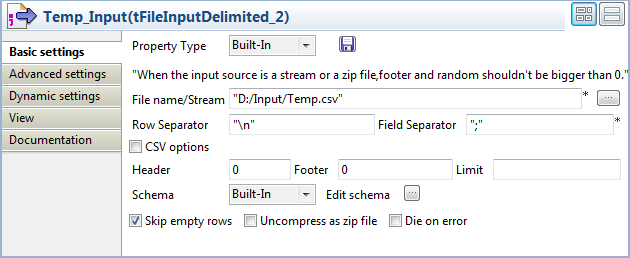 Temp_Input(tFileInputDelimited_2)
Basic settings
Advanced settings
Dynamic settings
View
Documentation
Property Type Built-In
"When the input source is a stream or a zip file,footer and random shouldn't be bigger than 0."
File name/Stream "D:/Input/Temp.csv" * ...
Row Separator "\n" Field Separator ";" *
CSV options
Header 0 Footer 0 Limit
Schema Built-In Edit schema ...
Skip empty rows Uncompress as zip file Die on error